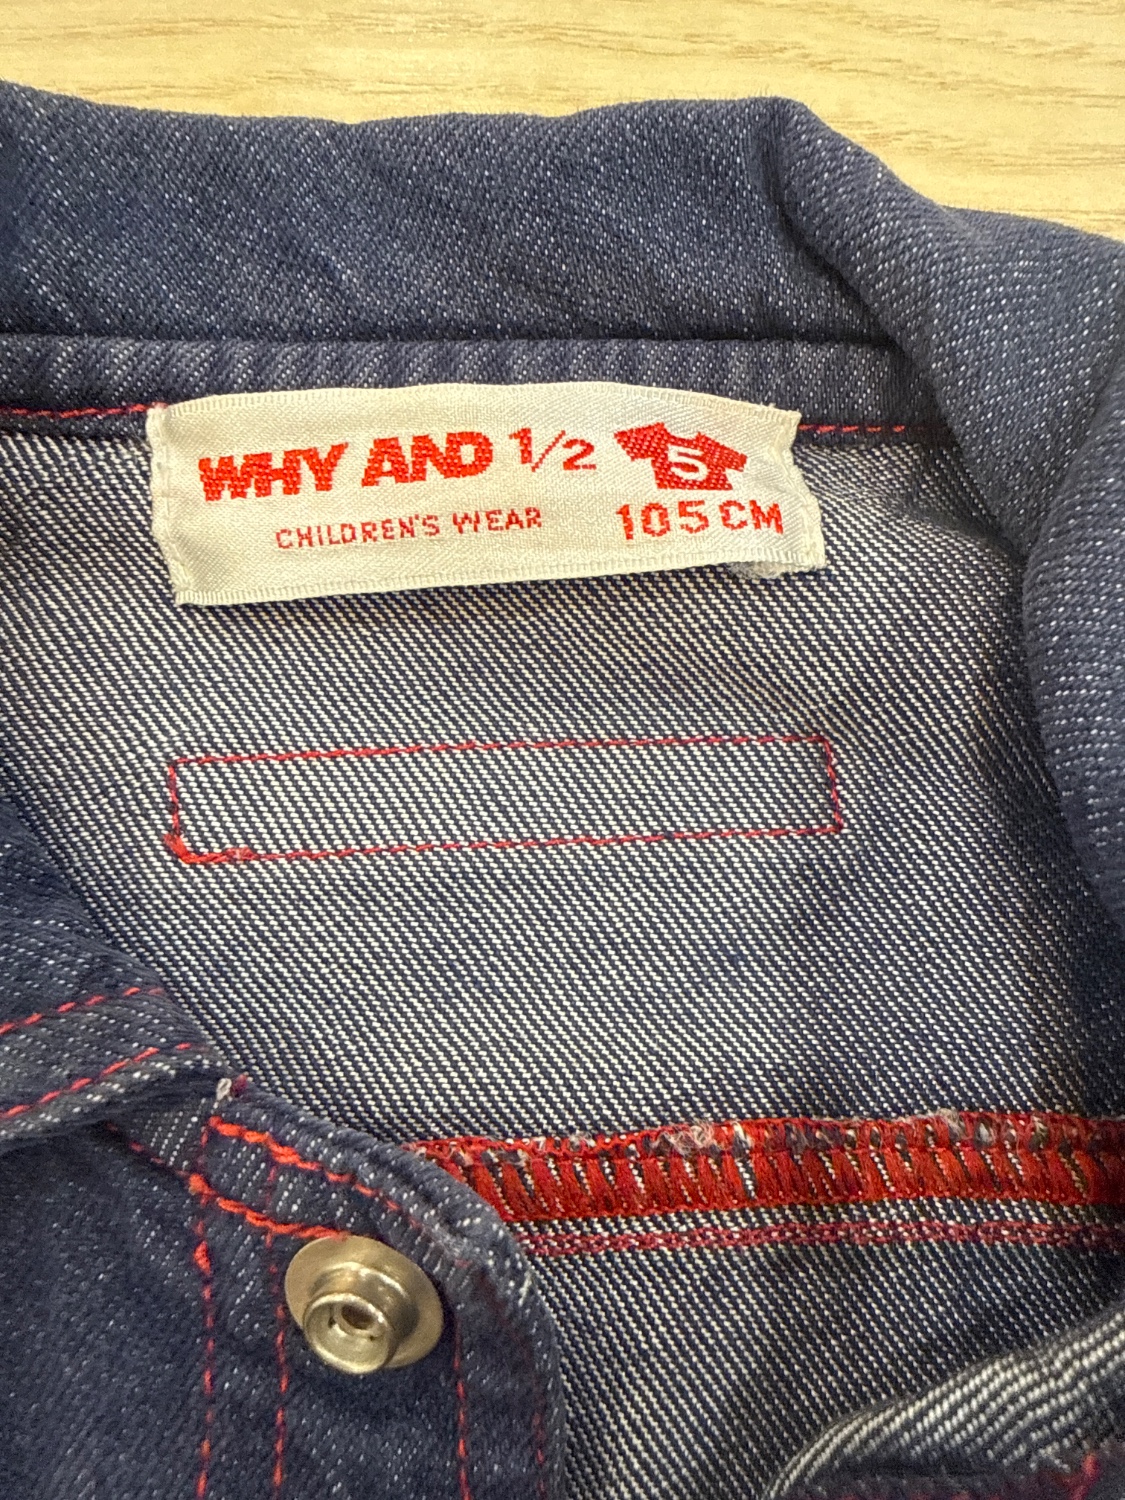 WHY AND 1/2 5
CHILDREN'S WEAR 105CM